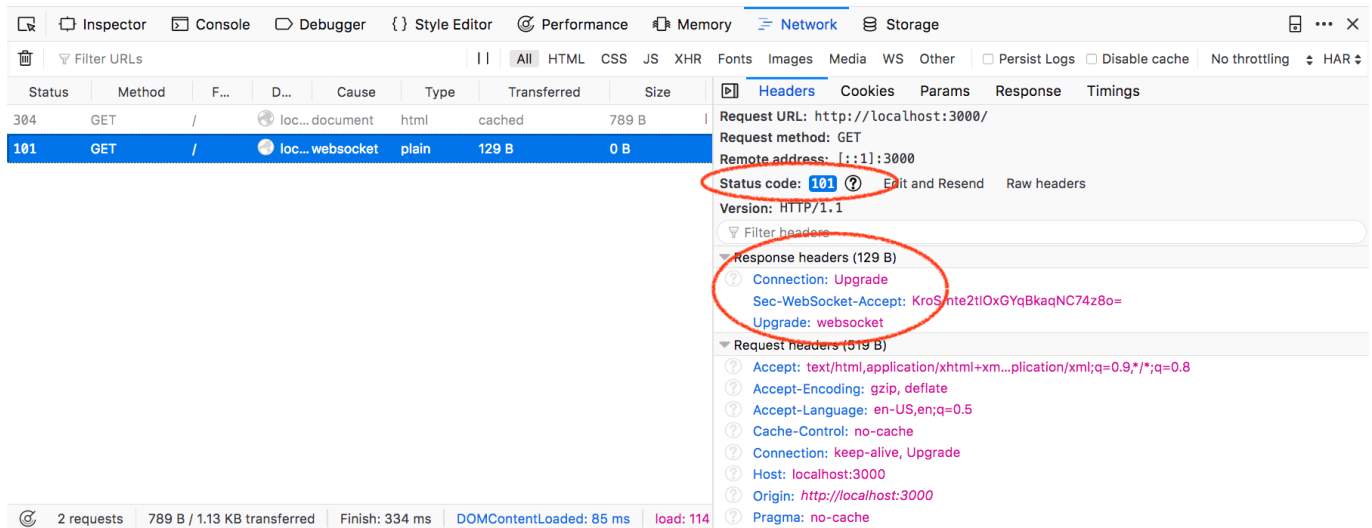 Inspector Console Debugger { } Style Editor Performance Memory Network Storage
Filter URLs All HTML CSS JS XHR Fonts Images Media WS Other Persist Logs Disable cache No throttling HAR
Status Method F... D... Cause Type Transferred Size
Headers Cookies Params Response Timings
304 GET / loc... document html cached 789 B
101 GET / loc... websocket plain 129 B 0 B
Request URL: http://localhost:3000/
Request method: GET
Remote address: [::1]:3000
Status code: 101 ? Edit and Resend Raw headers
Version: HTTP/1.1
Filter headers
Response headers (129 B)
? Connection: Upgrade
Sec-WebSocket-Accept:
Upgrade: websocket
Request headers (519 B)
? Accept: text/html,application/xhtml+xm...plication/xml;q=0.9,*/*;q=0.8
? Accept-Encoding: gzip, deflate
? Accept-Language: en-US,en;q=0.5
? Cache-Control: no-cache
? Connection: keep-alive, Upgrade
? Host: localhost:3000
? Origin: http://localhost:3000
? Pragma: no-cache
2 requests 789 B / 1.13 KB transferred Finish: 334 ms DOMContentLoaded: 85 ms load: 114